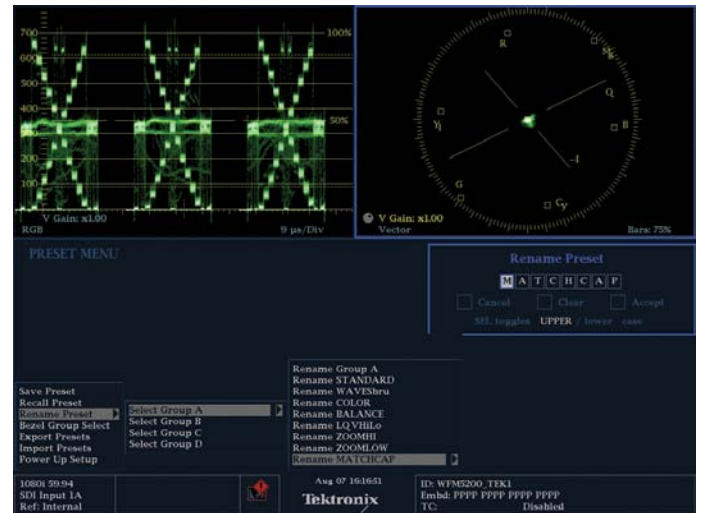 700
600
400
200
100
100%
50%
V Gain: x1.00
RGB
9 µs/Div
R
Mg
Q
B
Yl
-I
G
Cy
V Gain: x1.00
Vector
Bars: 75%
PRESET MENU
Rename Preset
M A T C H C A P
Cancel
Clear
Accept
SEL toggles UPPER / lower case
Save Preset
Recall Preset
Rename Preset
Bezel Group Select
Export Presets
Import Presets
Power Up Setup
Select Group A
Select Group B
Select Group C
Select Group D
Rename Group A
Rename STANDARD
Rename WAVEShru
Rename COLOR
Rename BALANCE
Rename LQVHiLo
Rename ZOOMHI
Rename ZOOMLOW
Rename MATCHCAP
1080i 59.94
SDI Input 1A
Ref: Internal
Aug 07 16:16:51
Tektronix
ID: WFM5200_TEK1
Embd: PPPP PPPP PPPP PPPP
TC: Disabled